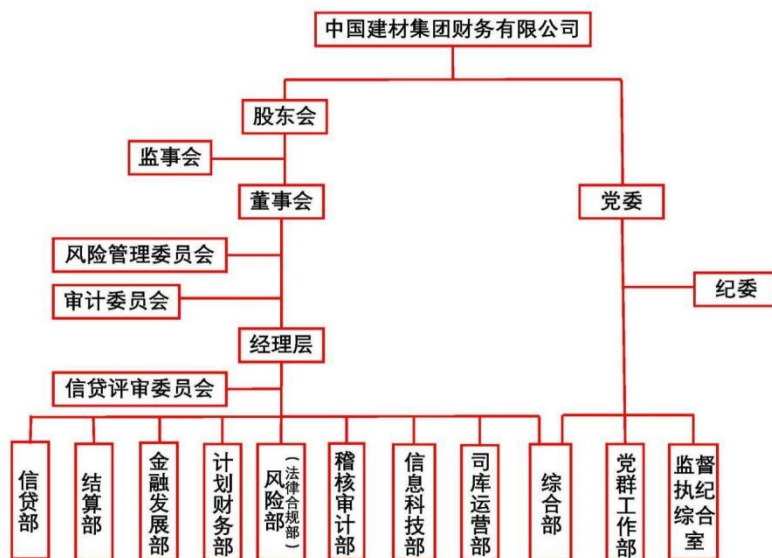 中国建材集团财务有限公司
股东会
监事会
董事会
党委
风险管理委员会
纪委
审计委员会
经理层
信贷评审委员会
信贷部
结算部
金融发展部
计划财务部
风险部
(法律合规部)
稽核审计部
信息科技部
司库运营部
综合部
党群工作部
监督
执纪
综合
室